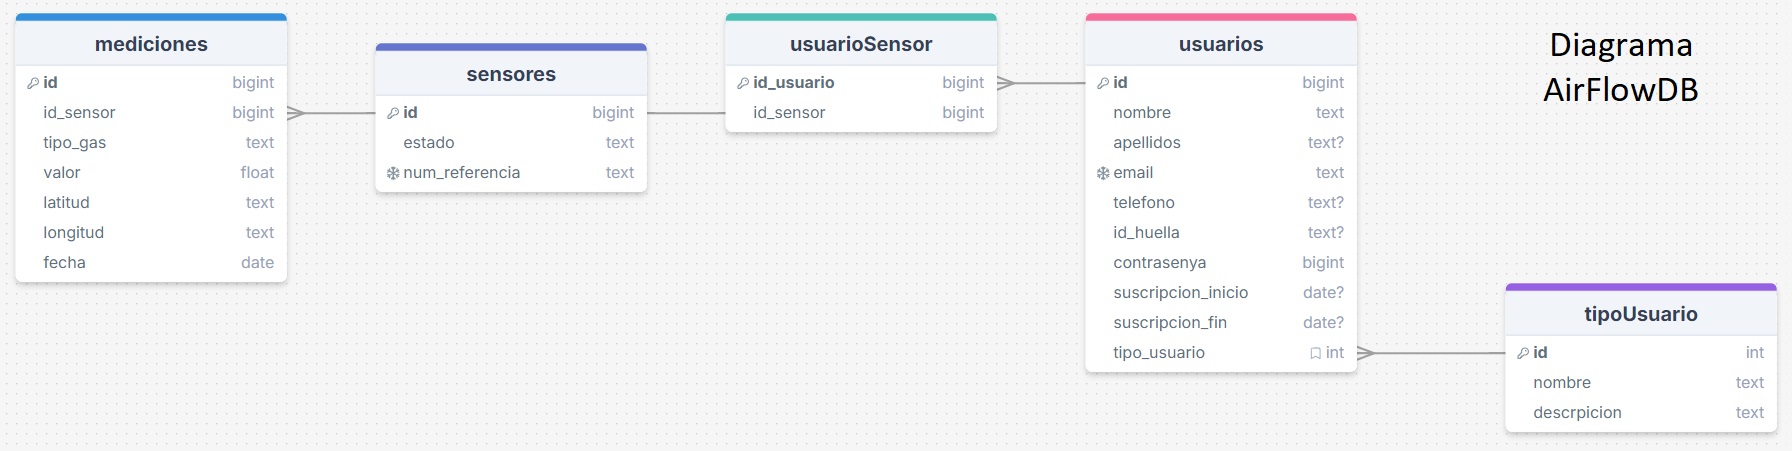 mediciones
id bigint
id_sensor bigint
tipo_gas text
valor float
latitud text
longitud text
fecha date
sensores
id bigint
estado text
num_referencia text
usuarioSensor
id_usuario bigint
id_sensor bigint
usuarios
id bigint
nombre text
apellidos text?
email text
telefono text?
id_huella text?
contrasenya bigint
suscripcion_inicio date?
suscripcion_fin date?
tipo_usuario int
Diagrama
AirFlowDB
tipoUsuario
id int
nombre text
descrpicion text